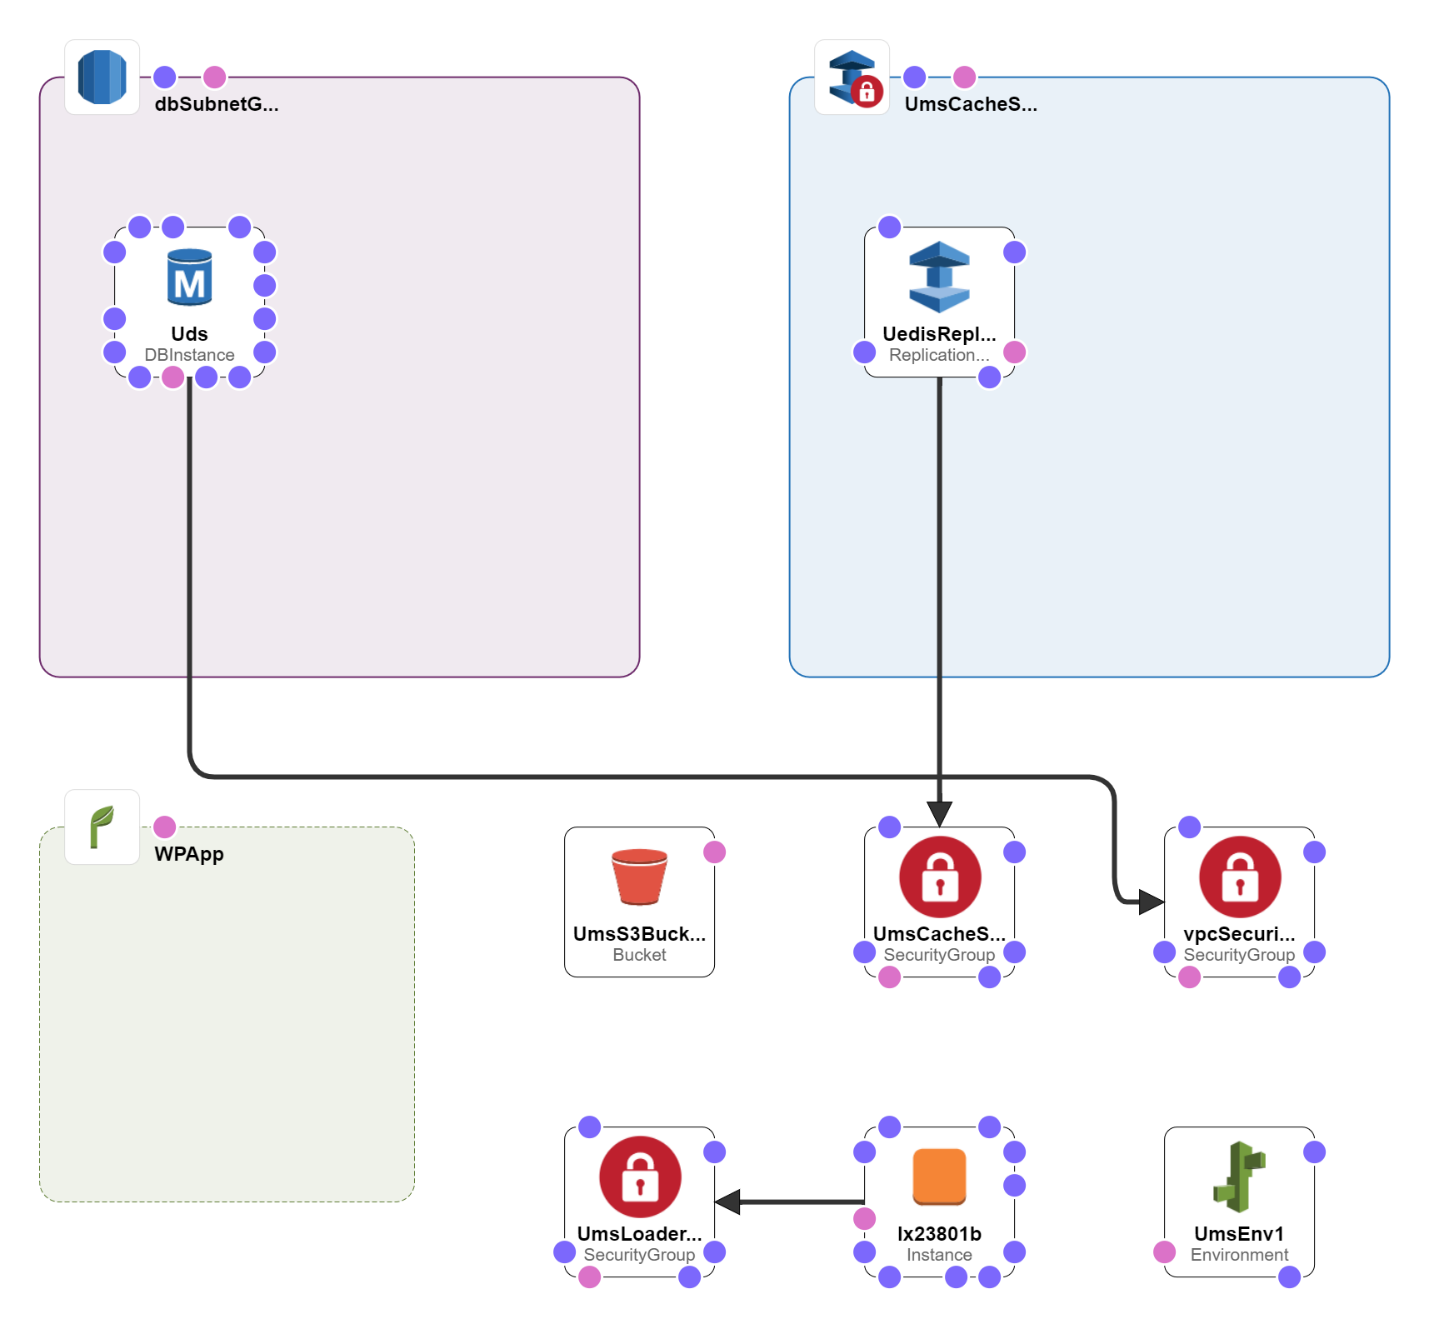 dbSubnetG...
UmsCacheS...
M
Uds
DBInstance
UedisRepl...
Replication...
WPApp
UmsS3Buck...
Bucket
UmsCacheS...
SecurityGroup
vpcSecuri...
SecurityGroup
UmsLoader...
SecurityGroup
lx23801b
Instance
UmsEnv1
Environment